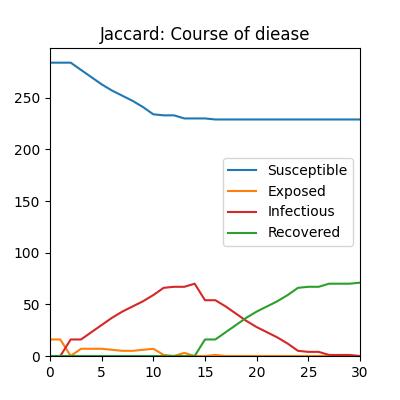 Jaccard: Course of diease
250
200
150
100
50
0
Susceptible
Exposed
Infectious
Recovered
0 5 10 15 20 25 30